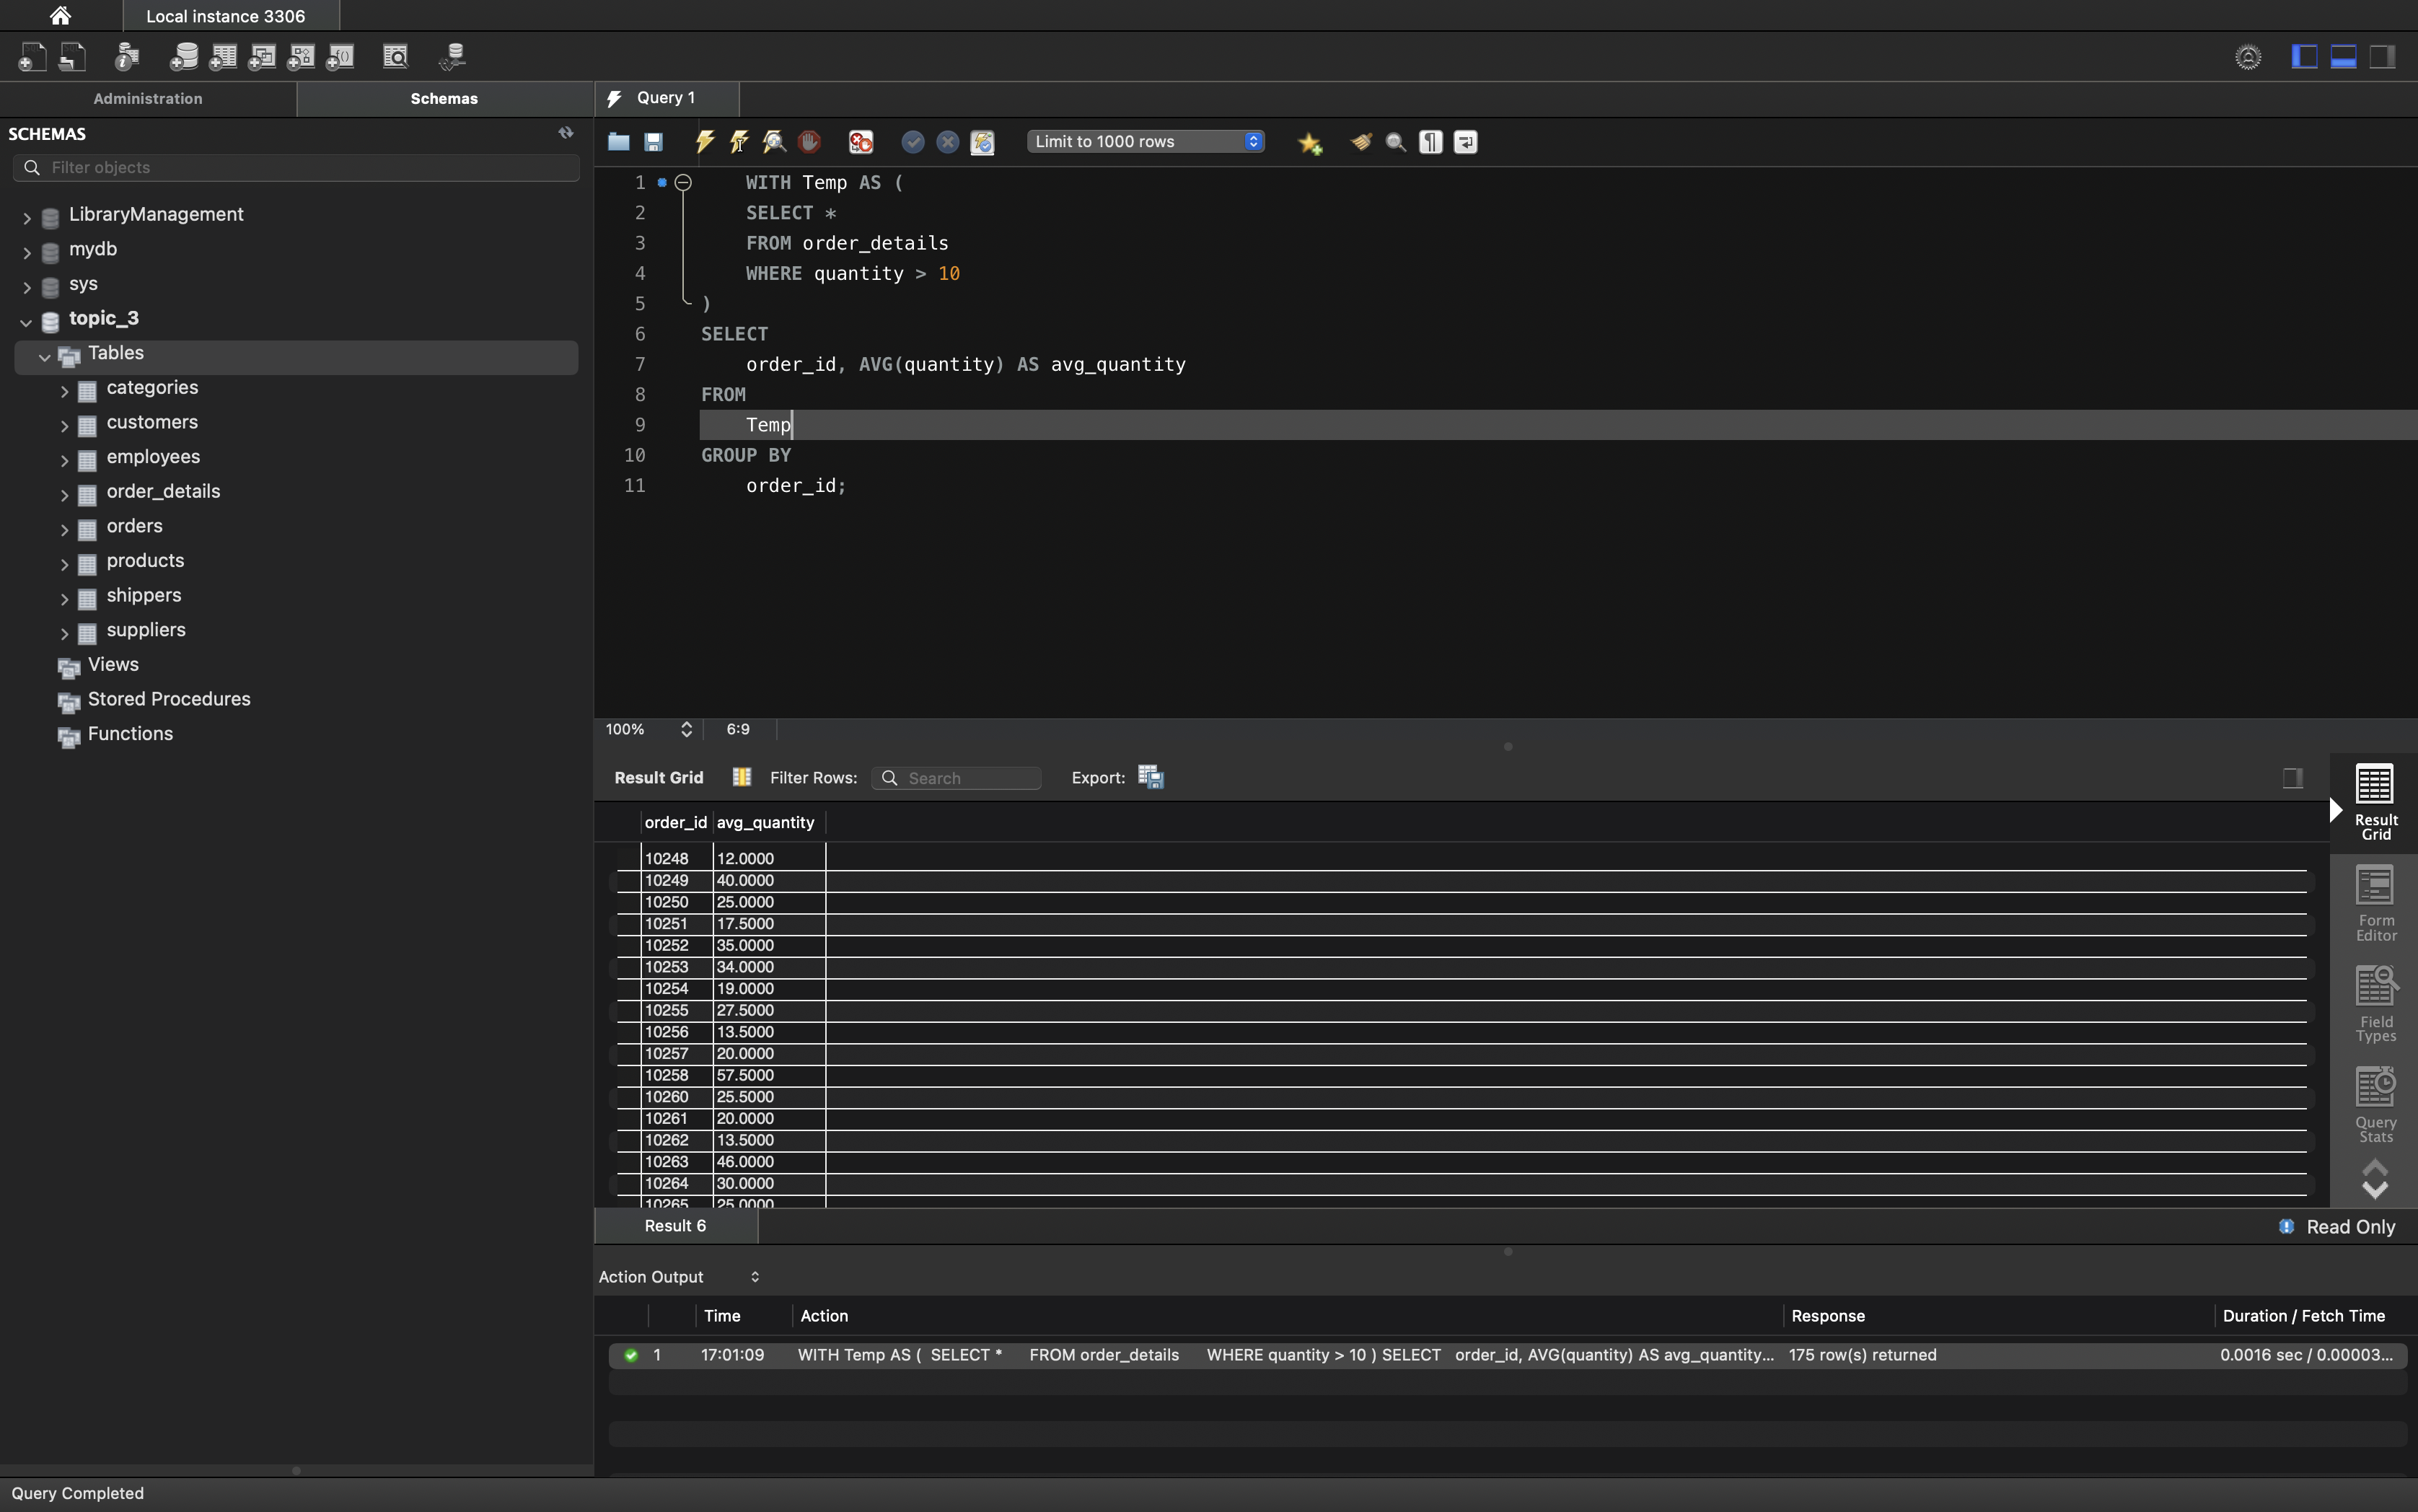 Local instance 3306
Administration
Schemas
Query 1
SCHEMAS
Filter objects
LibraryManagement
mydb
sys
topic_3
Tables
categories
customers
employees
order_details
orders
products
shippers
suppliers
Views
Stored Procedures
Functions
Limit to 1000 rows
1 WITH Temp AS (
2 SELECT *
3 FROM order_details
4 WHERE quantity > 10
5 )
6 SELECT
7 order_id, AVG(quantity) AS avg_quantity
8 FROM
9 Temp
10 GROUP BY
11 order_id;
100% 6:9
Result Grid Filter Rows: Search Export:
order_id avg_quantity
10248 12.0000
10249 40.0000
10250 25.0000
10251 17.5000
10252 35.0000
10253 34.0000
10254 19.0000
10255 27.5000
10256 13.5000
10257 20.0000
10258 57.5000
10260 25.5000
10261 20.0000
10262 13.5000
10263 46.0000
10264 30.0000
10265 25.0000
Result
Grid
Form
Editor
Field
Types
Query
Stats
Result 6
Read Only
Action Output
Time Action Response Duration / Fetch Time
1 17:01:09 WITH Temp AS ( SELECT * FROM order_details WHERE quantity > 10 ) SELECT order_id, AVG(quantity) AS avg_quantity... 175 row(s) returned 0.0016 sec / 0.00003...
Query Completed